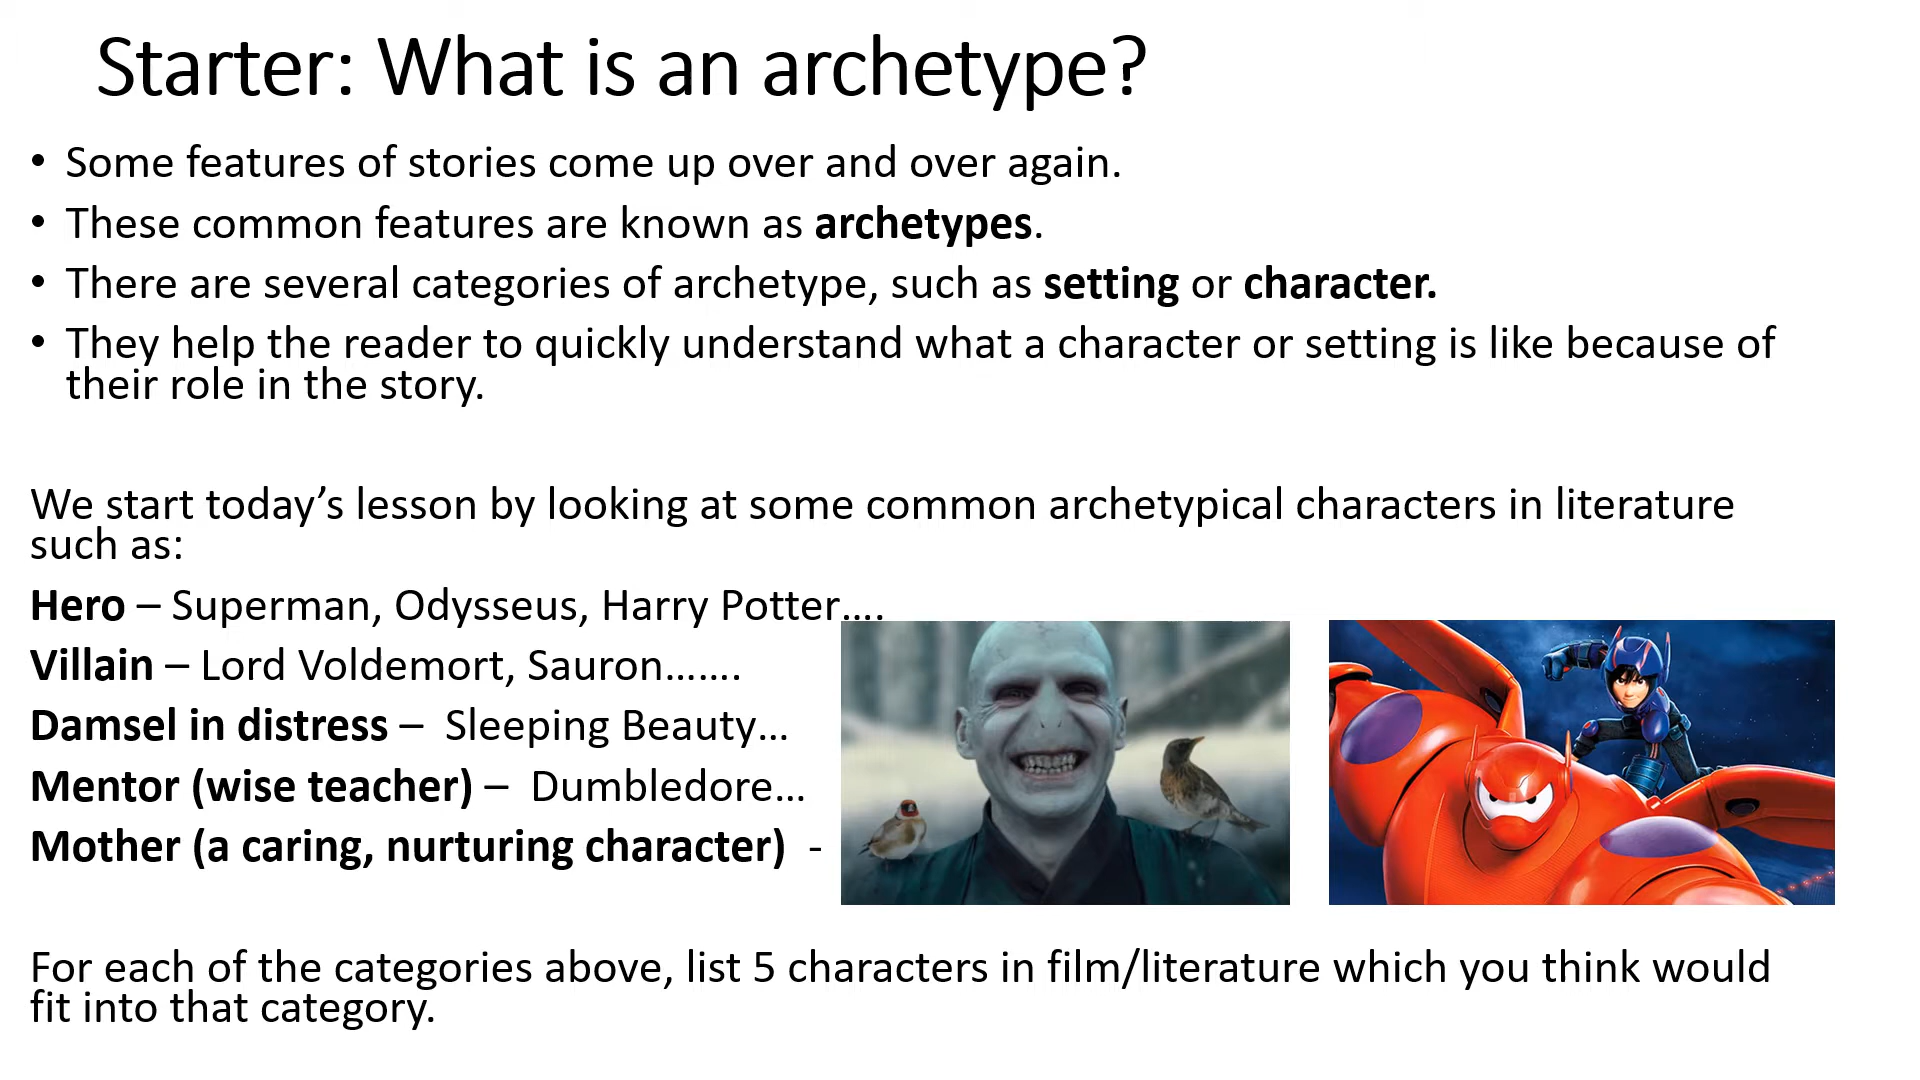 Starter: What is an archetype?
• Some features of stories come up over and over again.
• These common features are known as archetypes.
• There are several categories of archetype, such as setting or character.
• They help the reader to quickly understand what a character or setting is like because of
their role in the story.
We start today’s lesson by looking at some common archetypical characters in literature
such as:
Hero – Superman, Odysseus, Harry Potter….
Villain – Lord Voldemort, Sauron…….
Damsel in distress –  Sleeping Beauty…
Mentor (wise teacher) –  Dumbledore…
Mother (a caring, nurturing character)  -
For each of the categories above, list 5 characters in film/literature which you think would
fit into that category.